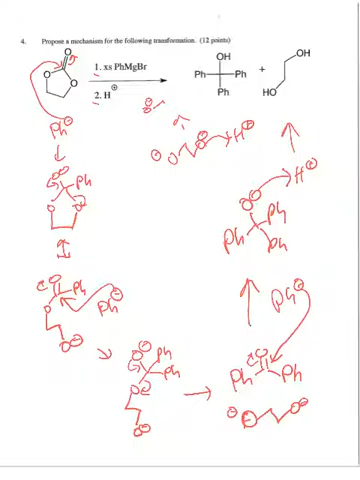 4. Propose a mechanism for the following transformation. (12 points)
O
O O
1. xs PhMgBr
2. H⊕
OH
Ph Ph
Ph
+
OH
HO
Ph⊖
O⊖
Ph
O O
⊖O O⊖ H⊕
O⊖ H⊕
Ph
Ph Ph
O
Ph
O
O⊖
Ph⊖
O⊖ Ph
Ph
O
O⊖
Ph⊖
O
Ph Ph
⊖O O⊖